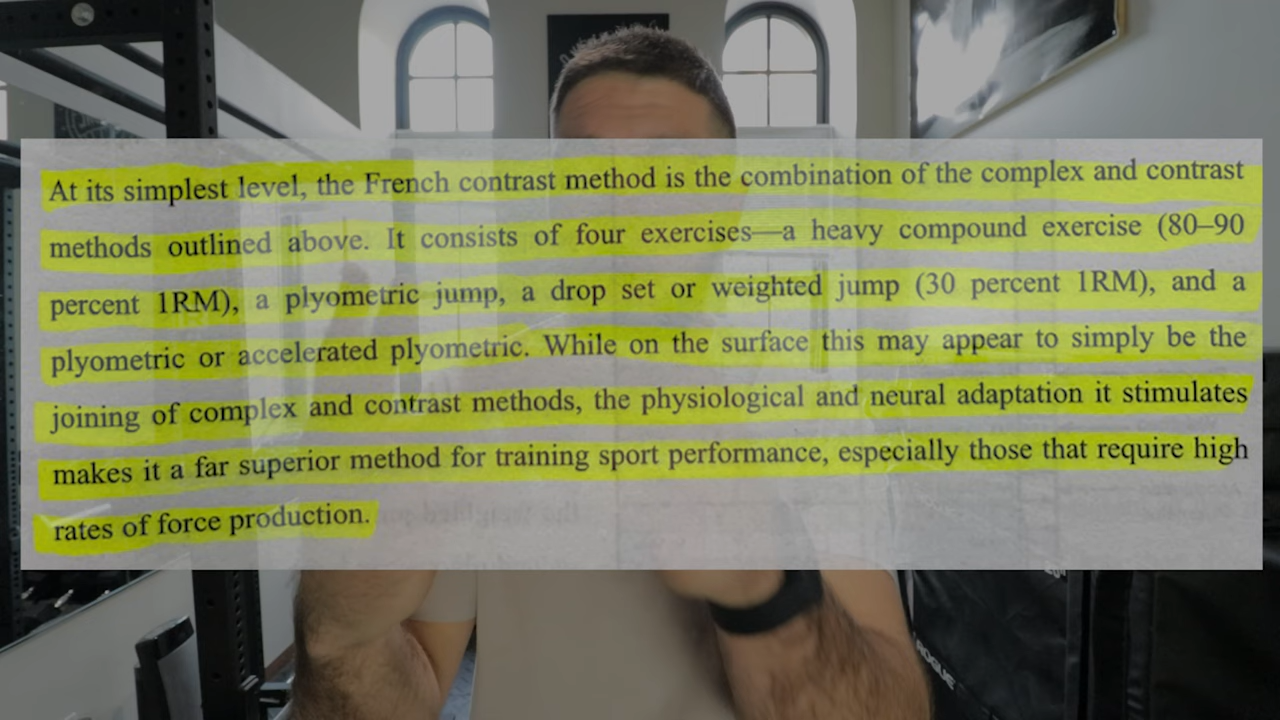 At its simplest level, the French contrast method is the combination of the complex and contrast
methods outlined above. It consists of four exercises—a heavy compound exercise (80–90
percent 1RM), a plyometric jump, a drop set or weighted jump (30 percent 1RM), and a
plyometric or accelerated plyometric. While on the surface this may appear to simply be the
joining of complex and contrast methods, the physiological and neural adaptation it stimulates
makes it a far superior method for training sport performance, especially those that require high
rates of force production.
ROGUE